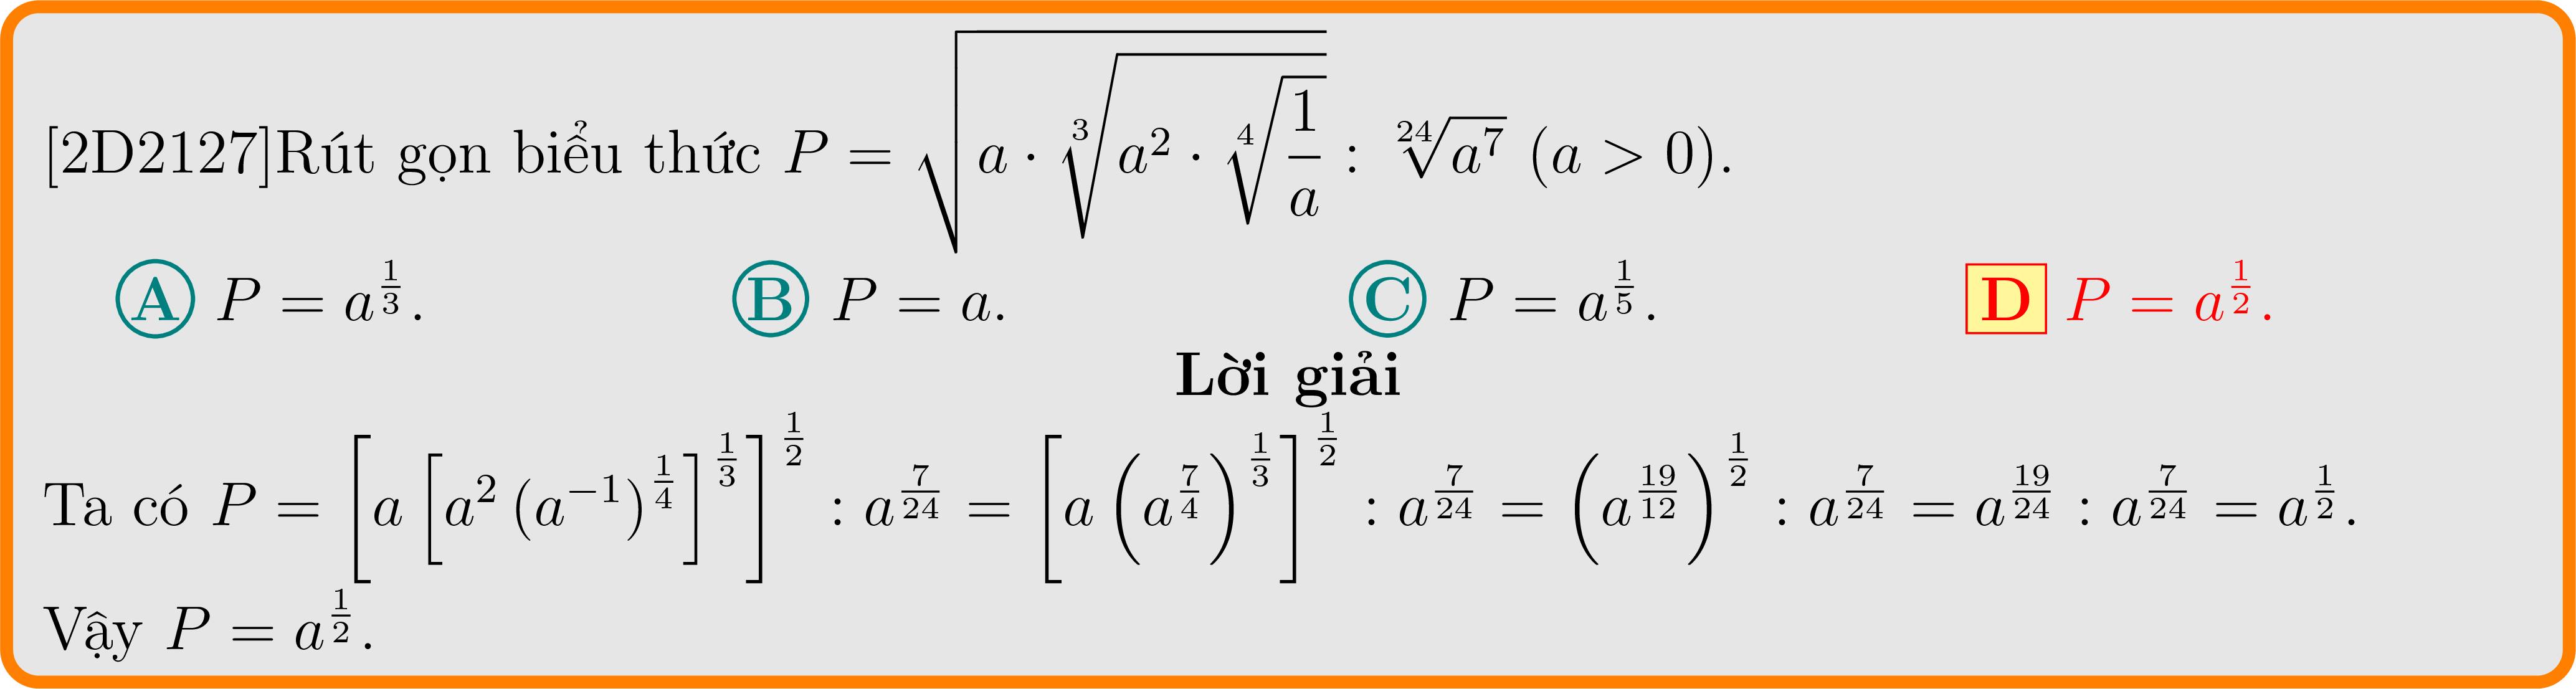 [2D2127]Rút gọn biểu thức $P = \sqrt{a \cdot \sqrt[3]{a^2 \cdot \sqrt[4]{\dfrac{1}{a}}}} : \sqrt[24]{a^7}$ $(a > 0)$.
A $P = a^{\frac{1}{3}}$. B $P = a$. C $P = a^{\frac{1}{5}}$. D $P = a^{\frac{1}{2}}$.
Lời giải
Ta có $P = \left[a\left[a^2\left(a^{-1}\right)^{\frac{1}{4}}\right]^{\frac{1}{3}}\right]^{\frac{1}{2}} : a^{\frac{7}{24}} = \left[a\left(a^{\frac{7}{4}}\right)^{\frac{1}{3}}\right]^{\frac{1}{2}} : a^{\frac{7}{24}} = \left(a^{\frac{19}{12}}\right)^{\frac{1}{2}} : a^{\frac{7}{24}} = a^{\frac{19}{24}} : a^{\frac{7}{24}} = a^{\frac{1}{2}}$.
Vậy $P = a^{\frac{1}{2}}$.